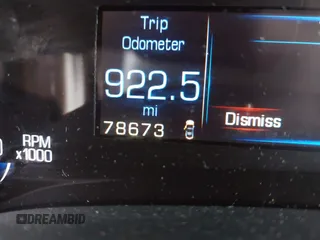 Trip
Odometer
922.5
mi
78673
Dismiss
RPM
x1000
DREAMBID